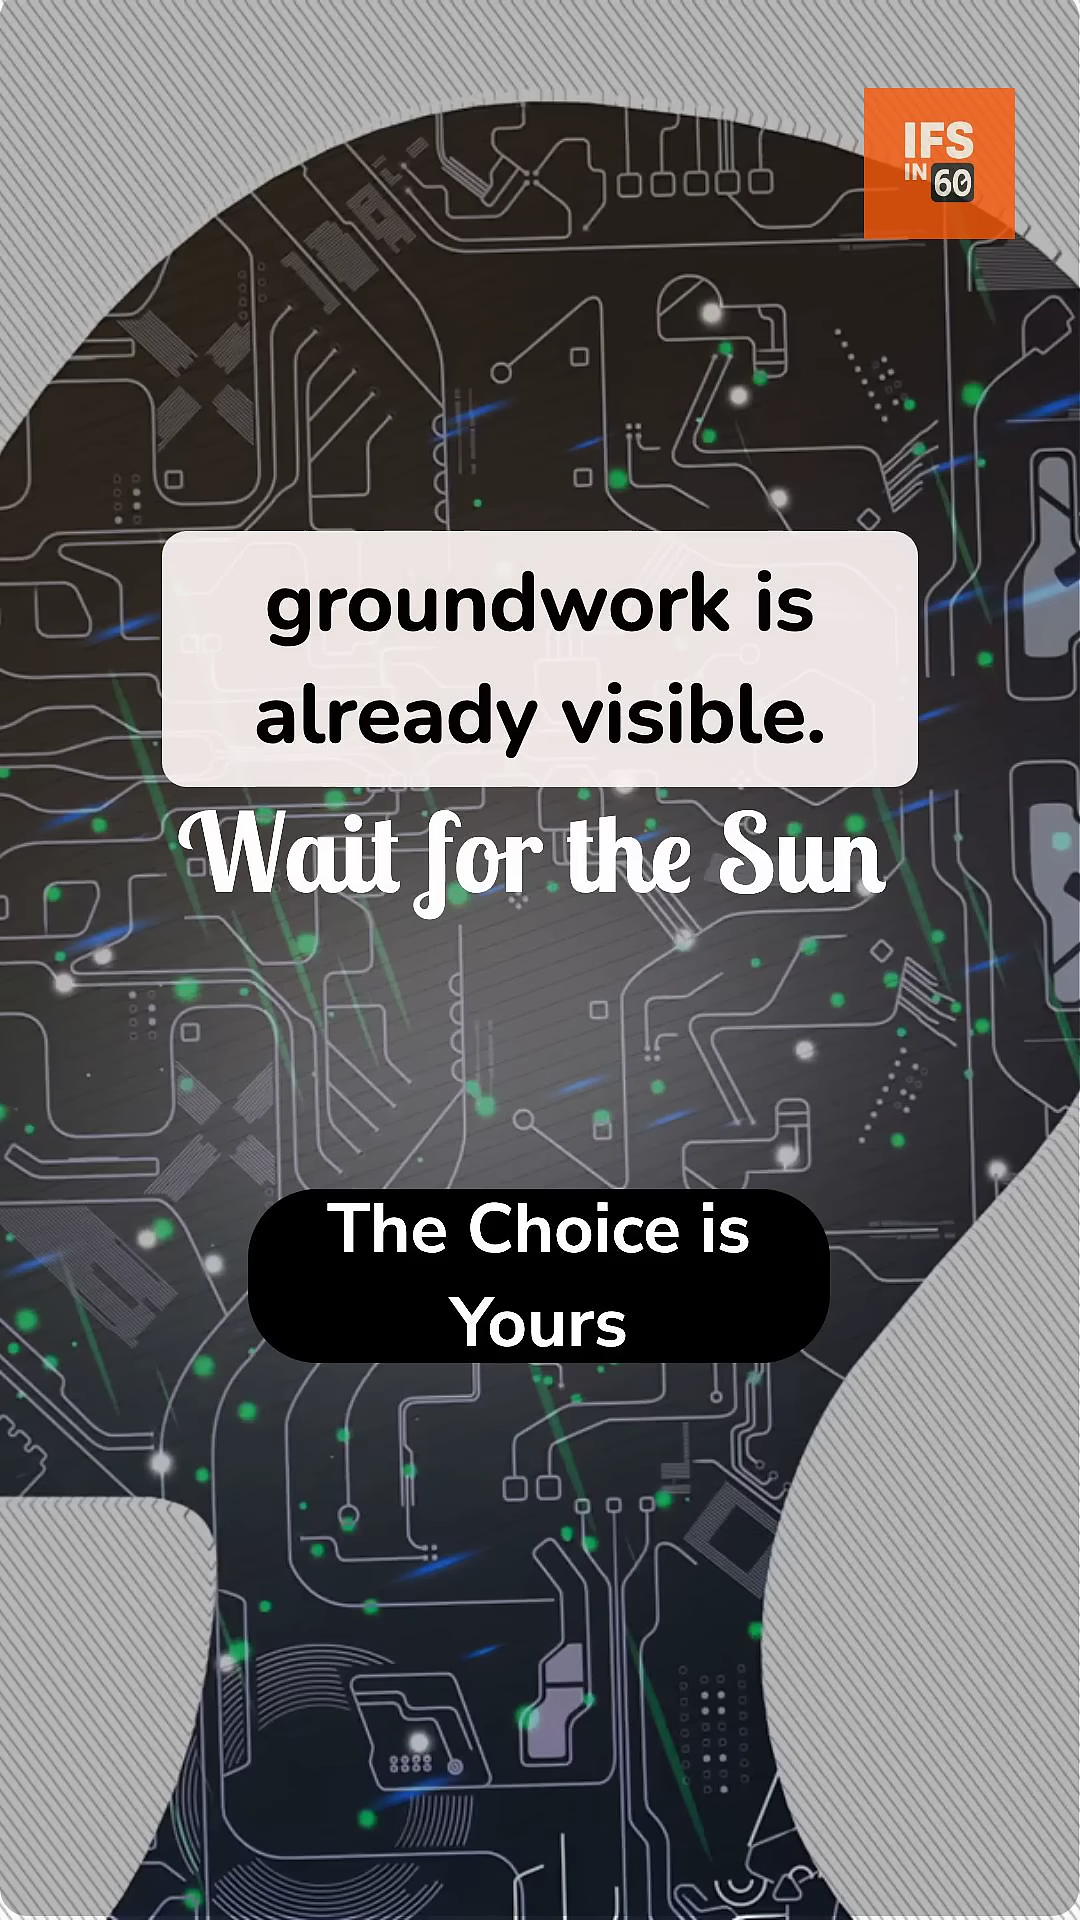 IFS
IN 60
groundwork is
already visible.
Wait for the Sun
The Choice is
Yours